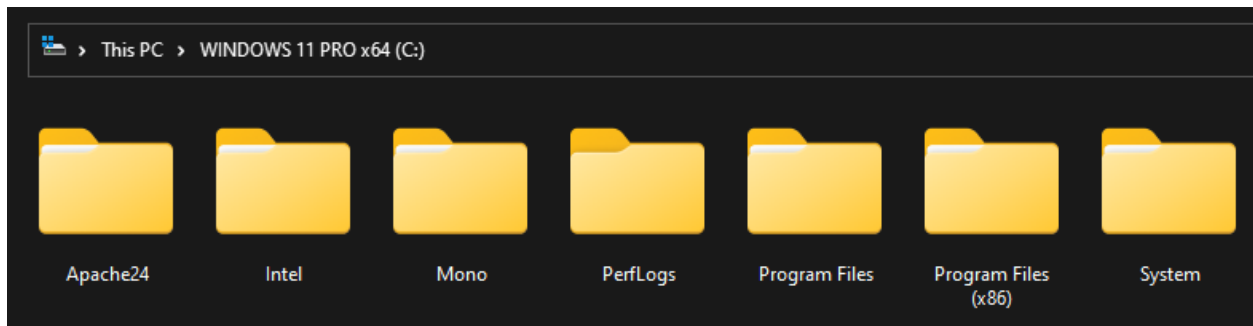 This PC > WINDOWS 11 PRO x64 (C:)
Apache24
Intel
Mono
PerfLogs
Program Files
Program Files
(x86)
System